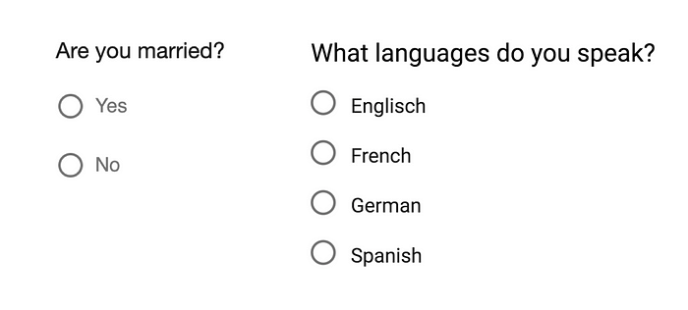 Are you married?
Yes
No
What languages do you speak?
Englisch
French
German
Spanish